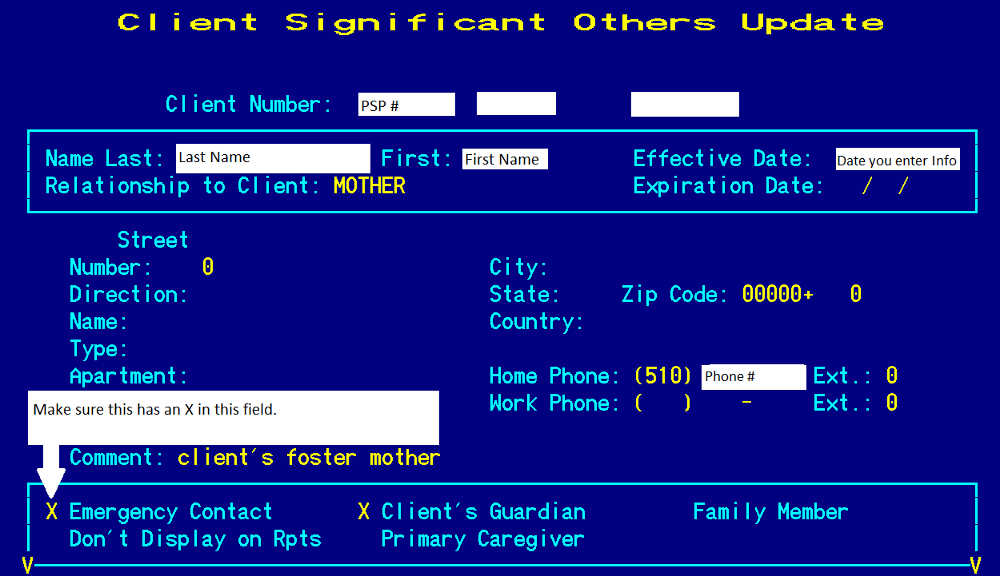 Client Significant Others Update
Client Number: PSP #
Name Last: Last Name First: First Name Effective Date: Date you enter Info
Relationship to Client: MOTHER Expiration Date: / /
Street
Number: 0 City:
Direction: State: Zip Code: 00000+ 0
Name: Country:
Type:
Apartment: Home Phone: (510) Phone # Ext.: 0
Make sure this has an X in this field. Work Phone: ( ) - Ext.: 0
Comment: client's foster mother
X Emergency Contact X Client's Guardian Family Member
Don't Display on Rpts Primary Caregiver
V V